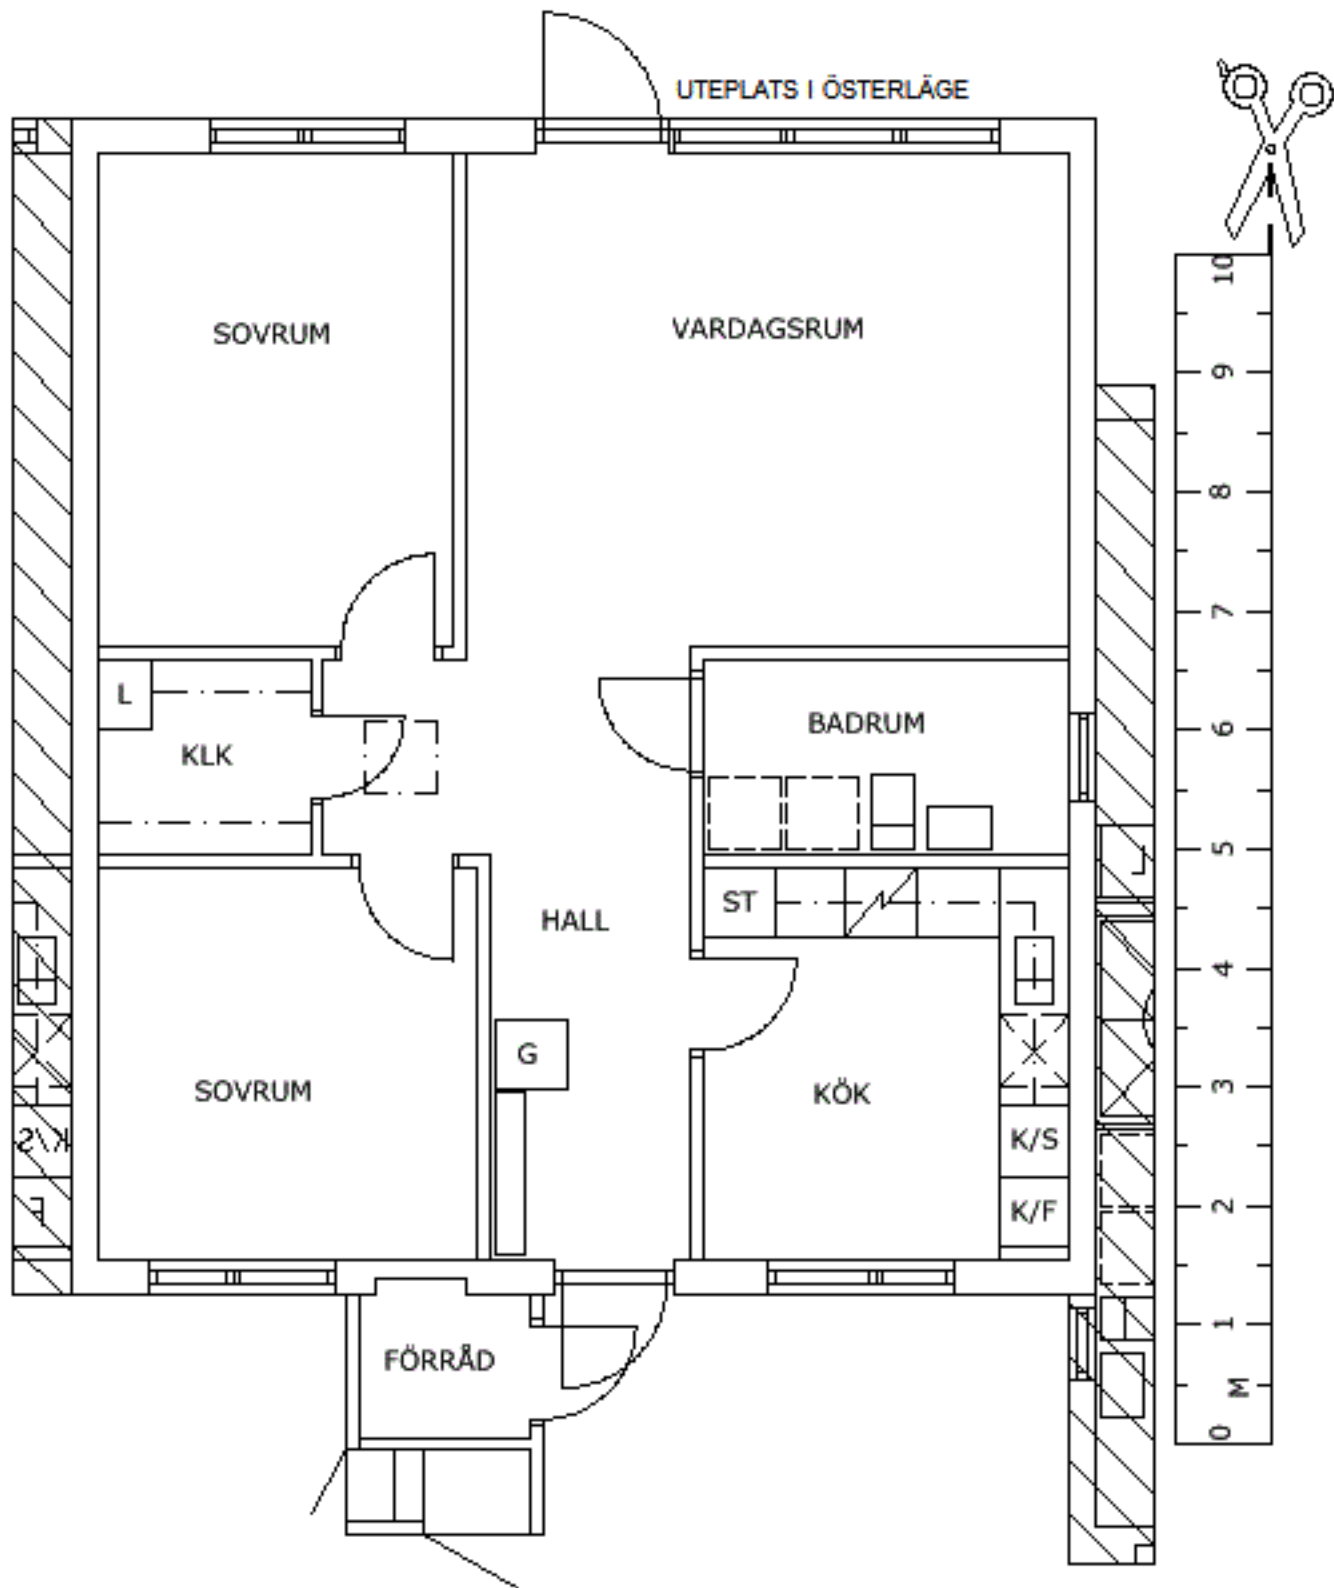 UTEPLATS I ÖSTERLÄGE
SOVRUM
VARDAGSRUM
L
KLK
BADRUM
ST
HALL
G
SOVRUM
KÖK
K/S
K/F
FÖRRÅD
K/S
F
L
10
9
8
7
6
5
4
3
2
1
M
0